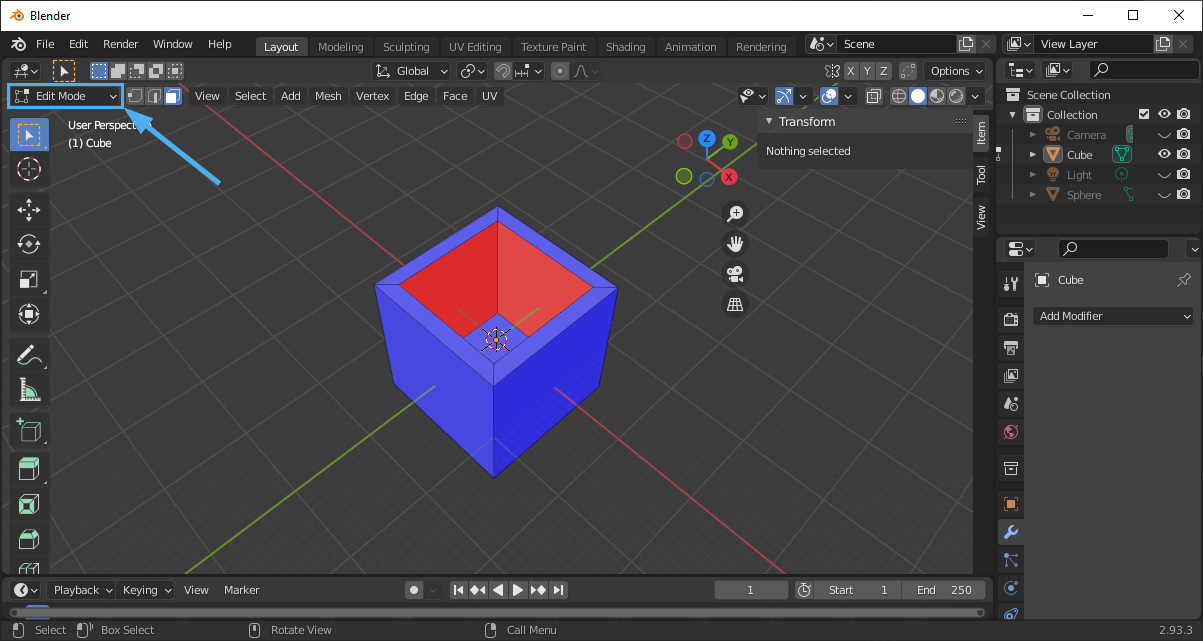 Blender
File Edit Render Window Help Layout Modeling Sculpting UV Editing Texture Paint Shading Animation Rendering Scene View Layer
Global X Y Z Options
Edit Mode View Select Add Mesh Vertex Edge Face UV
User Perspec
(1) Cube
Z
Y
X
Transform
Nothing selected
Item
Tool
View
Scene Collection
Collection
Camera
Cube
Light
Sphere
Cube
Add Modifier
Playback Keying View Marker 1 Start 1 End 250
Select Box Select Rotate View Call Menu 2.93.3